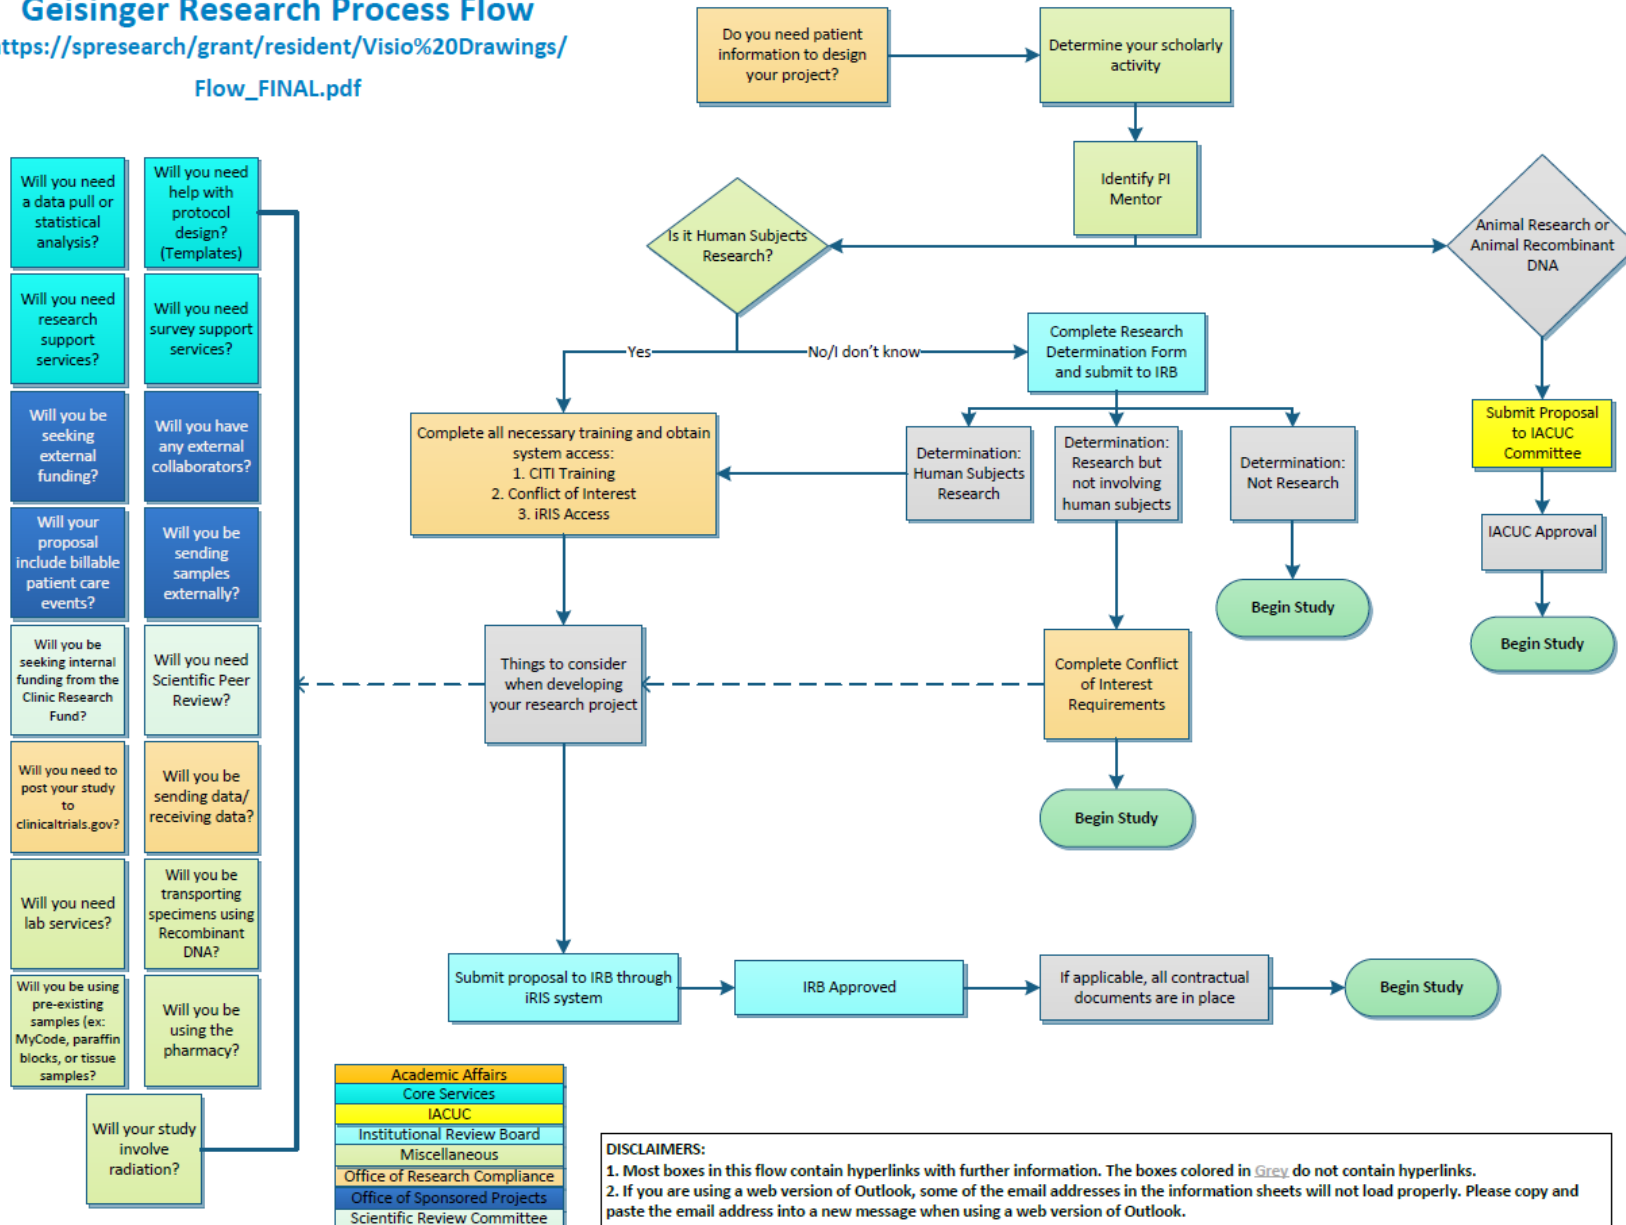 Geisinger Research Process Flow
ttps://spresearch/grant/resident/Visio%20Drawings/
Flow_FINAL.pdf
Do you need patient
information to design
your project?
Determine your scholarly
activity
Identify PI
Mentor
Is it Human Subjects
Research?
Animal Research or
Animal Recombinant
DNA
Yes
No/I don't know
Complete Research
Determination Form
and submit to IRB
Submit Proposal
to IACUC
Committee
Complete all necessary training and obtain
system access:
1. CITI Training
2. Conflict of Interest
3. iRIS Access
Determination:
Human Subjects
Research
Determination:
Research but
not involving
human subjects
Determination:
Not Research
IACUC Approval
Begin Study
Begin Study
Things to consider
when developing
your research project
Complete Conflict
of Interest
Requirements
Begin Study
Submit proposal to IRB through
iRIS system
IRB Approved
If applicable, all contractual
documents are in place
Begin Study
Will you need
a data pull or
statistical
analysis?
Will you need
help with
protocol
design?
(Templates)
Will you need
research
support
services?
Will you need
survey support
services?
Will you be
seeking
external
funding?
Will you have
any external
collaborators?
Will your
proposal
include billable
patient care
events?
Will you be
sending
samples
externally?
Will you be
seeking internal
funding from the
Clinic Research
Fund?
Will you need
Scientific Peer
Review?
Will you need to
post your study
to
clinicaltrials.gov?
Will you be
sending data/
receiving data?
Will you need
lab services?
Will you be
transporting
specimens using
Recombinant
DNA?
Will you be using
pre-existing
samples (ex:
MyCode, paraffin
blocks, or tissue
samples?
Will you be
using the
pharmacy?
Will your study
involve
radiation?
Academic Affairs
Core Services
IACUC
Institutional Review Board
Miscellaneous
Office of Research Compliance
Office of Sponsored Projects
Scientific Review Committee
DISCLAIMERS:
1. Most boxes in this flow contain hyperlinks with further information. The boxes colored in Grey do not contain hyperlinks.
2. If you are using a web version of Outlook, some of the email addresses in the information sheets will not load properly. Please copy and
paste the email address into a new message when using a web version of Outlook.